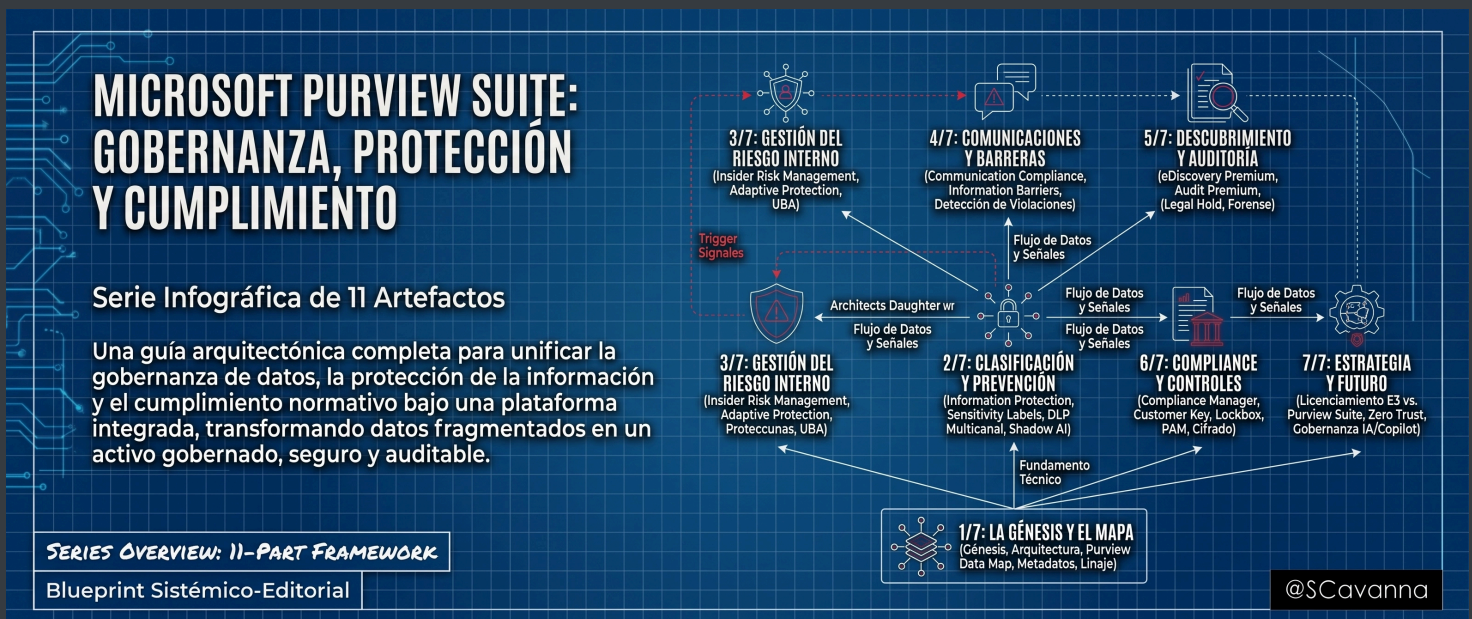 MICROSOFT PURVIEW SUITE:
GOBERNANZA, PROTECCIÓN
Y CUMPLIMIENTO
Serie Infográfica de 11 Artefactos
Una guía arquitectónica completa para unificar la
gobernanza de datos, la protección de la información
y el cumplimiento normativo bajo una plataforma
integrada, transformando datos fragmentados en un
activo gobernado, seguro y auditable.
SERIES OVERVIEW: 11-PART FRAMEWORK
Blueprint Sistémico-Editorial
3/7: GESTIÓN DEL
RIESGO INTERNO
(Insider Risk Management,
Adaptive Protection,
UBA)
4/7: COMUNICACIONES
Y BARRERAS
(Communication Compliance,
Information Barriers,
Detección de Violaciones)
5/7: DESCUBRIMIENTO
Y AUDITORÍA
(eDiscovery Premium,
Audit Premium,
(Legal Hold, Forense)
Trigger
Signales
Flujo de Datos
y Señales
Architects Daughter wr
Flujo de Datos
y Señales
Flujo de Datos
y Señales
Flujo de Datos
y Señales
Flujo de Datos
y Señales
3/7: GESTIÓN DEL
RIESGO INTERNO
(Insider Risk Management,
Adaptive Protection,
Proteccunas, UBA)
2/7: CLASIFICACIÓN
Y PREVENCIÓN
(Information Protection,
Sensitivity Labels, DLP
Multicanal, Shadow AI)
6/7: COMPLIANCE
Y CONTROLES
(Compliance Manager,
Customer Key, Lockbox,
PAM, Cifrado)
7/7: ESTRATEGIA
Y FUTURO
(Licenciamiento E3 vs.
Purview Suite, Zero Trust,
Gobernanza IA/Copilot)
Fundamento
Técnico
1/7: LA GÉNESIS Y EL MAPA
(Génesis, Arquitectura, Purview
Data Map, Metadatos, Linaje)
@SCavanna